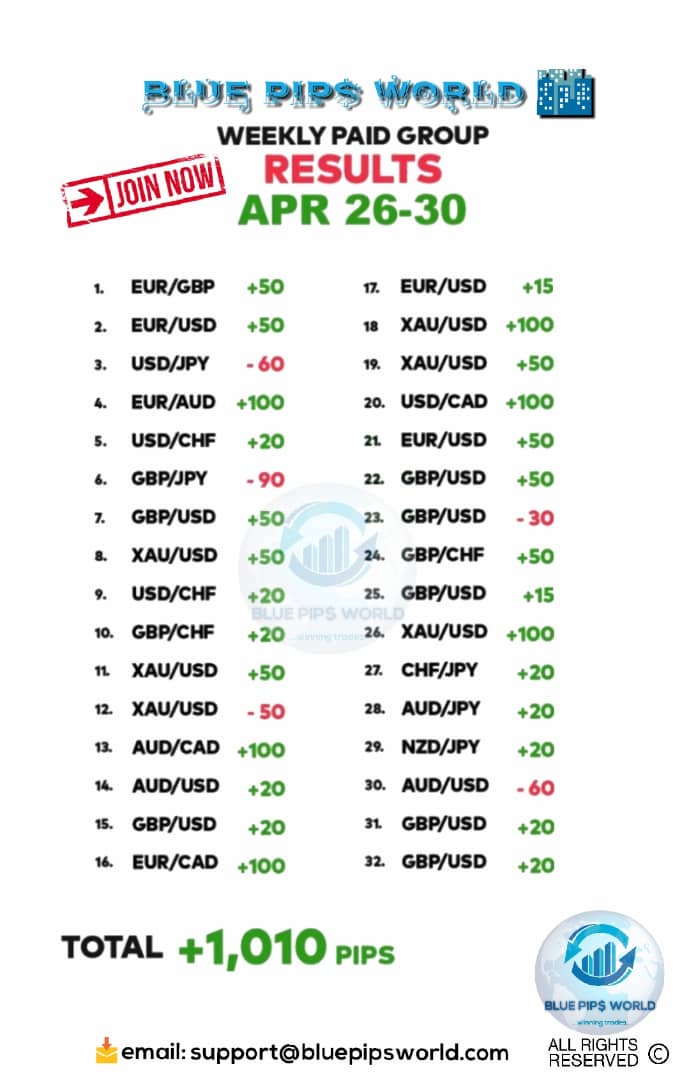 BLUE PIP$ WORLD
WEEKLY PAID GROUP
RESULTS
JOIN NOW
APR 26-30
1. EUR/GBP +50
2. EUR/USD +50
3. USD/JPY - 60
4. EUR/AUD +100
5. USD/CHF +20
6. GBP/JPY - 90
7. GBP/USD +50
8. XAU/USD +50
9. USD/CHF +20
10. GBP/CHF +20
11. XAU/USD +50
12. XAU/USD - 50
13. AUD/CAD +100
14. AUD/USD +20
15. GBP/USD +20
16. EUR/CAD +100
17. EUR/USD +15
18 XAU/USD +100
19. XAU/USD +50
20. USD/CAD +100
21. EUR/USD +50
22. GBP/USD +50
23. GBP/USD - 30
24. GBP/CHF +50
25. GBP/USD +15
26. XAU/USD +100
27. CHF/JPY +20
28. AUD/JPY +20
29. NZD/JPY +20
30. AUD/USD - 60
31. GBP/USD +20
32. GBP/USD +20
BLUE PIP$ WORLD
...winning trades...
TOTAL +1,010 PIPS
BLUE PIP$ WORLD
...winning trades...
email: support@bluepipsworld.com
ALL RIGHTS
RESERVED ©